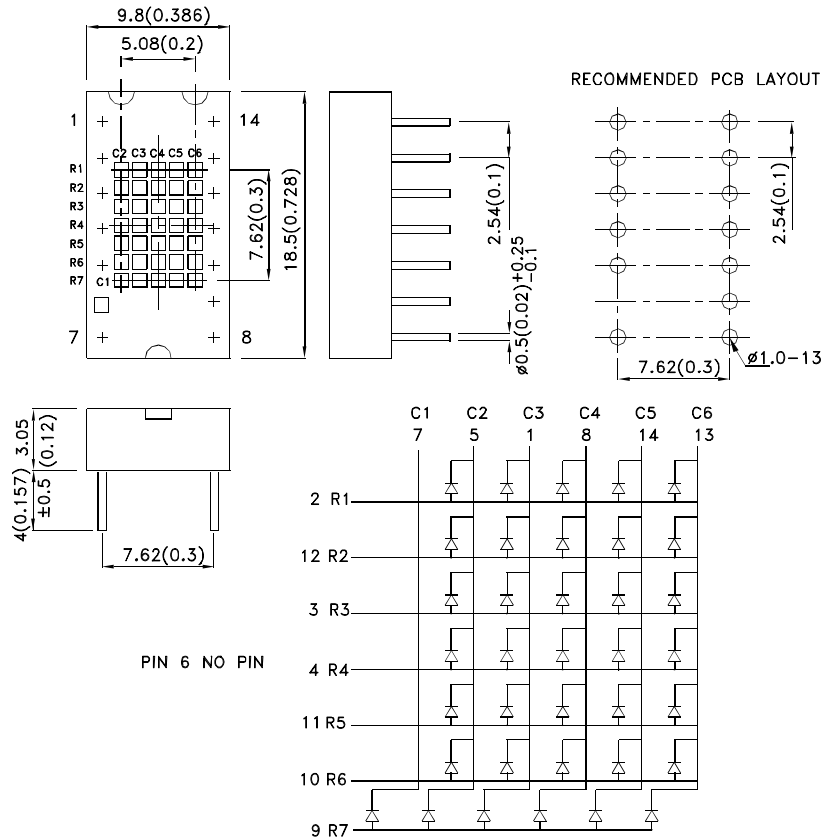 9.8(0.386)
5.08(0.2)
RECOMMENDED PCB LAYOUT
1
14
C2 C3 C4 C5 C6
R1
R2
R3
R4
R5
R6
R7
C1
7
8
7.62(0.3)
18.5(0.728)
2.54(0.1)
ø0.5(0.02)+0.25
-0.1
2.54(0.1)
7.62(0.3)
ø1.0-13
3.05
(0.12)
4(0.157)
±0.5
7.62(0.3)
PIN 6 NO PIN
C1 C2 C3 C4 C5 C6
7 5 1 8 14 13
2 R1
12 R2
3 R3
4 R4
11 R5
10 R6
9 R7